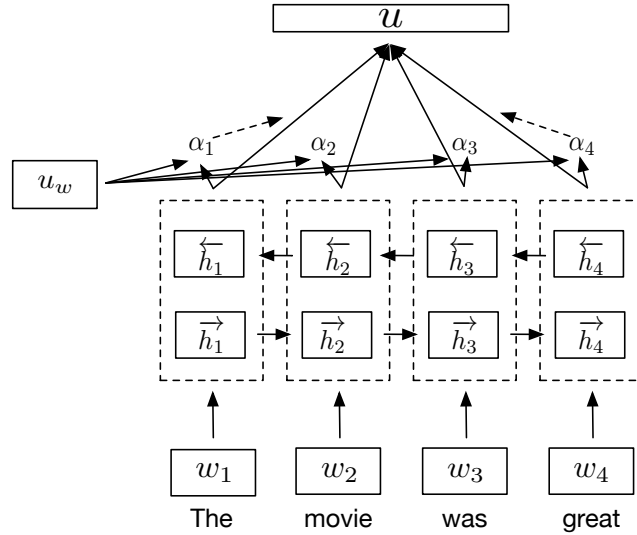 u
α₁ α₂ α₃ α₄
u_w
←h₁ ←h₂ ←h₃ ←h₄
→h₁ →h₂ →h₃ →h₄
w₁ w₂ w₃ w₄
The movie was great